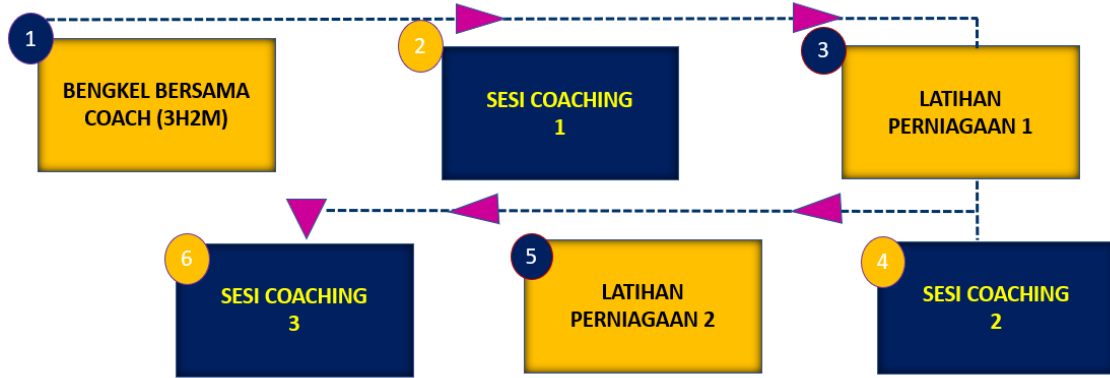 1
BENGKEL BERSAMA
COACH (3H2M)
2
SESI COACHING
1
3
LATIHAN
PERNIAGAAN 1
4
SESI COACHING
2
5
LATIHAN
PERNIAGAAN 2
6
SESI COACHING
3